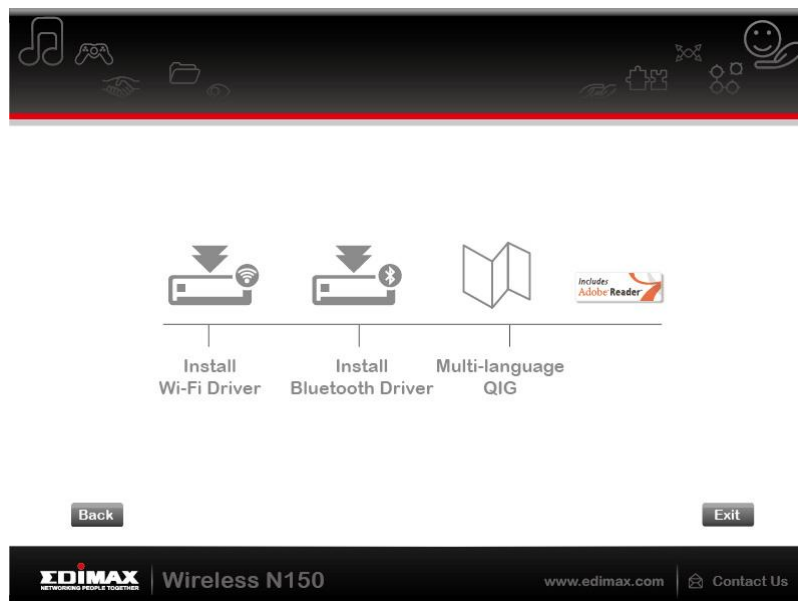 Includes
Adobe Reader
Install
Wi-Fi Driver
Install
Bluetooth Driver
Multi-language
QIG
Back
Exit
EDIMAX
NETWORKING PEOPLE TOGETHER
Wireless N150
www.edimax.com
Contact Us